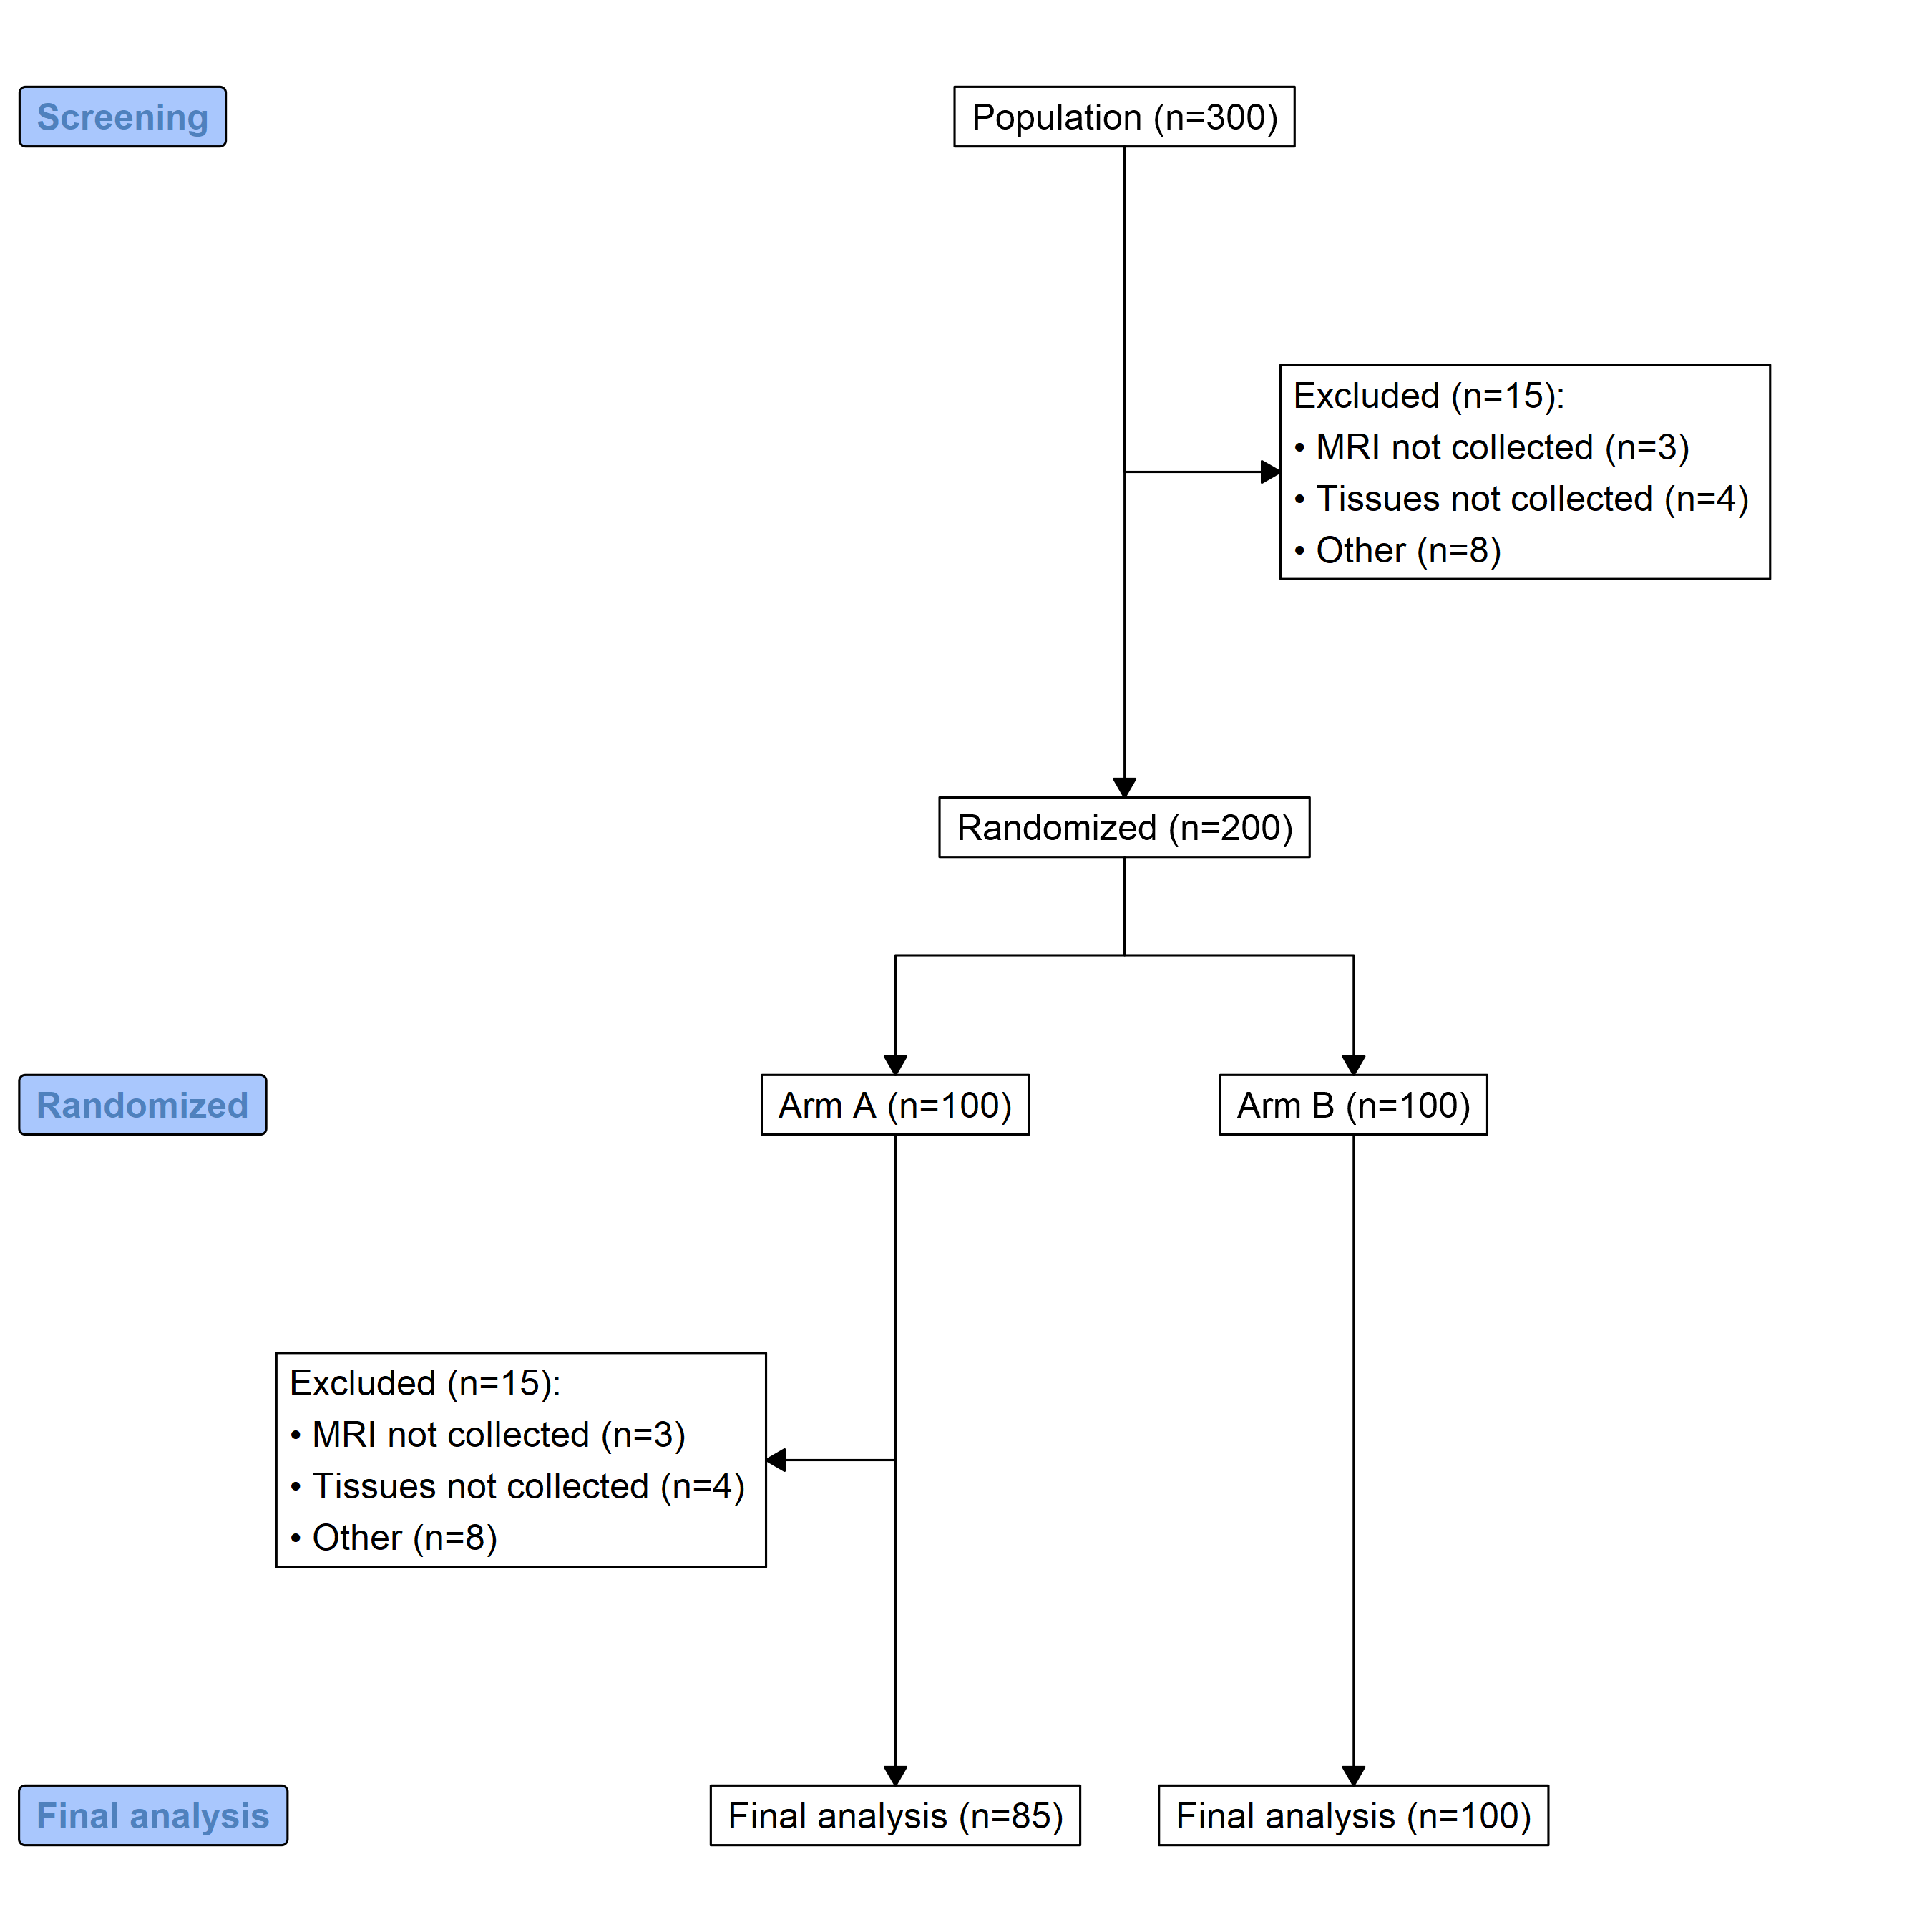 Screening
Population (n=300)
Excluded (n=15):
• MRI not collected (n=3)
• Tissues not collected (n=4)
• Other (n=8)
Randomized (n=200)
Randomized
Arm A (n=100)
Arm B (n=100)
Excluded (n=15):
• MRI not collected (n=3)
• Tissues not collected (n=4)
• Other (n=8)
Final analysis
Final analysis (n=85)
Final analysis (n=100)